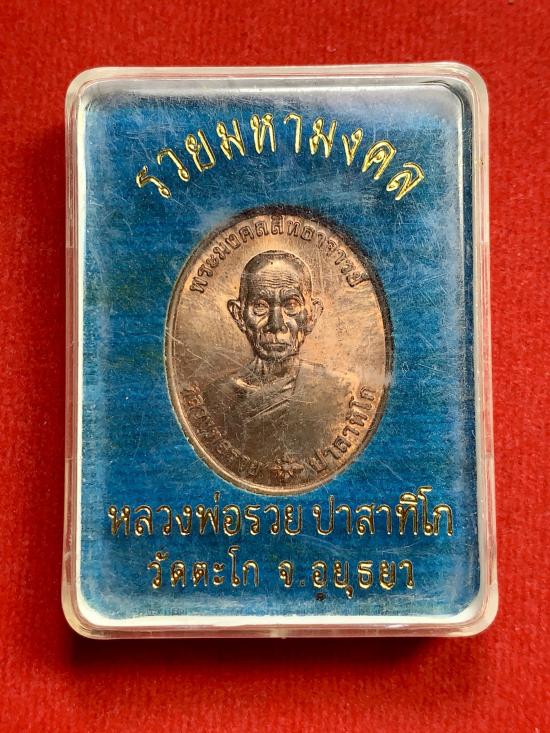 รวยมหามงคล
พระมงคลสิทธาจารย์
หลวงพ่อรวย ปาสาทิโก
หลวงพ่อรวย ปาสาทิโก
วัดตะโก จ.อยุธยา